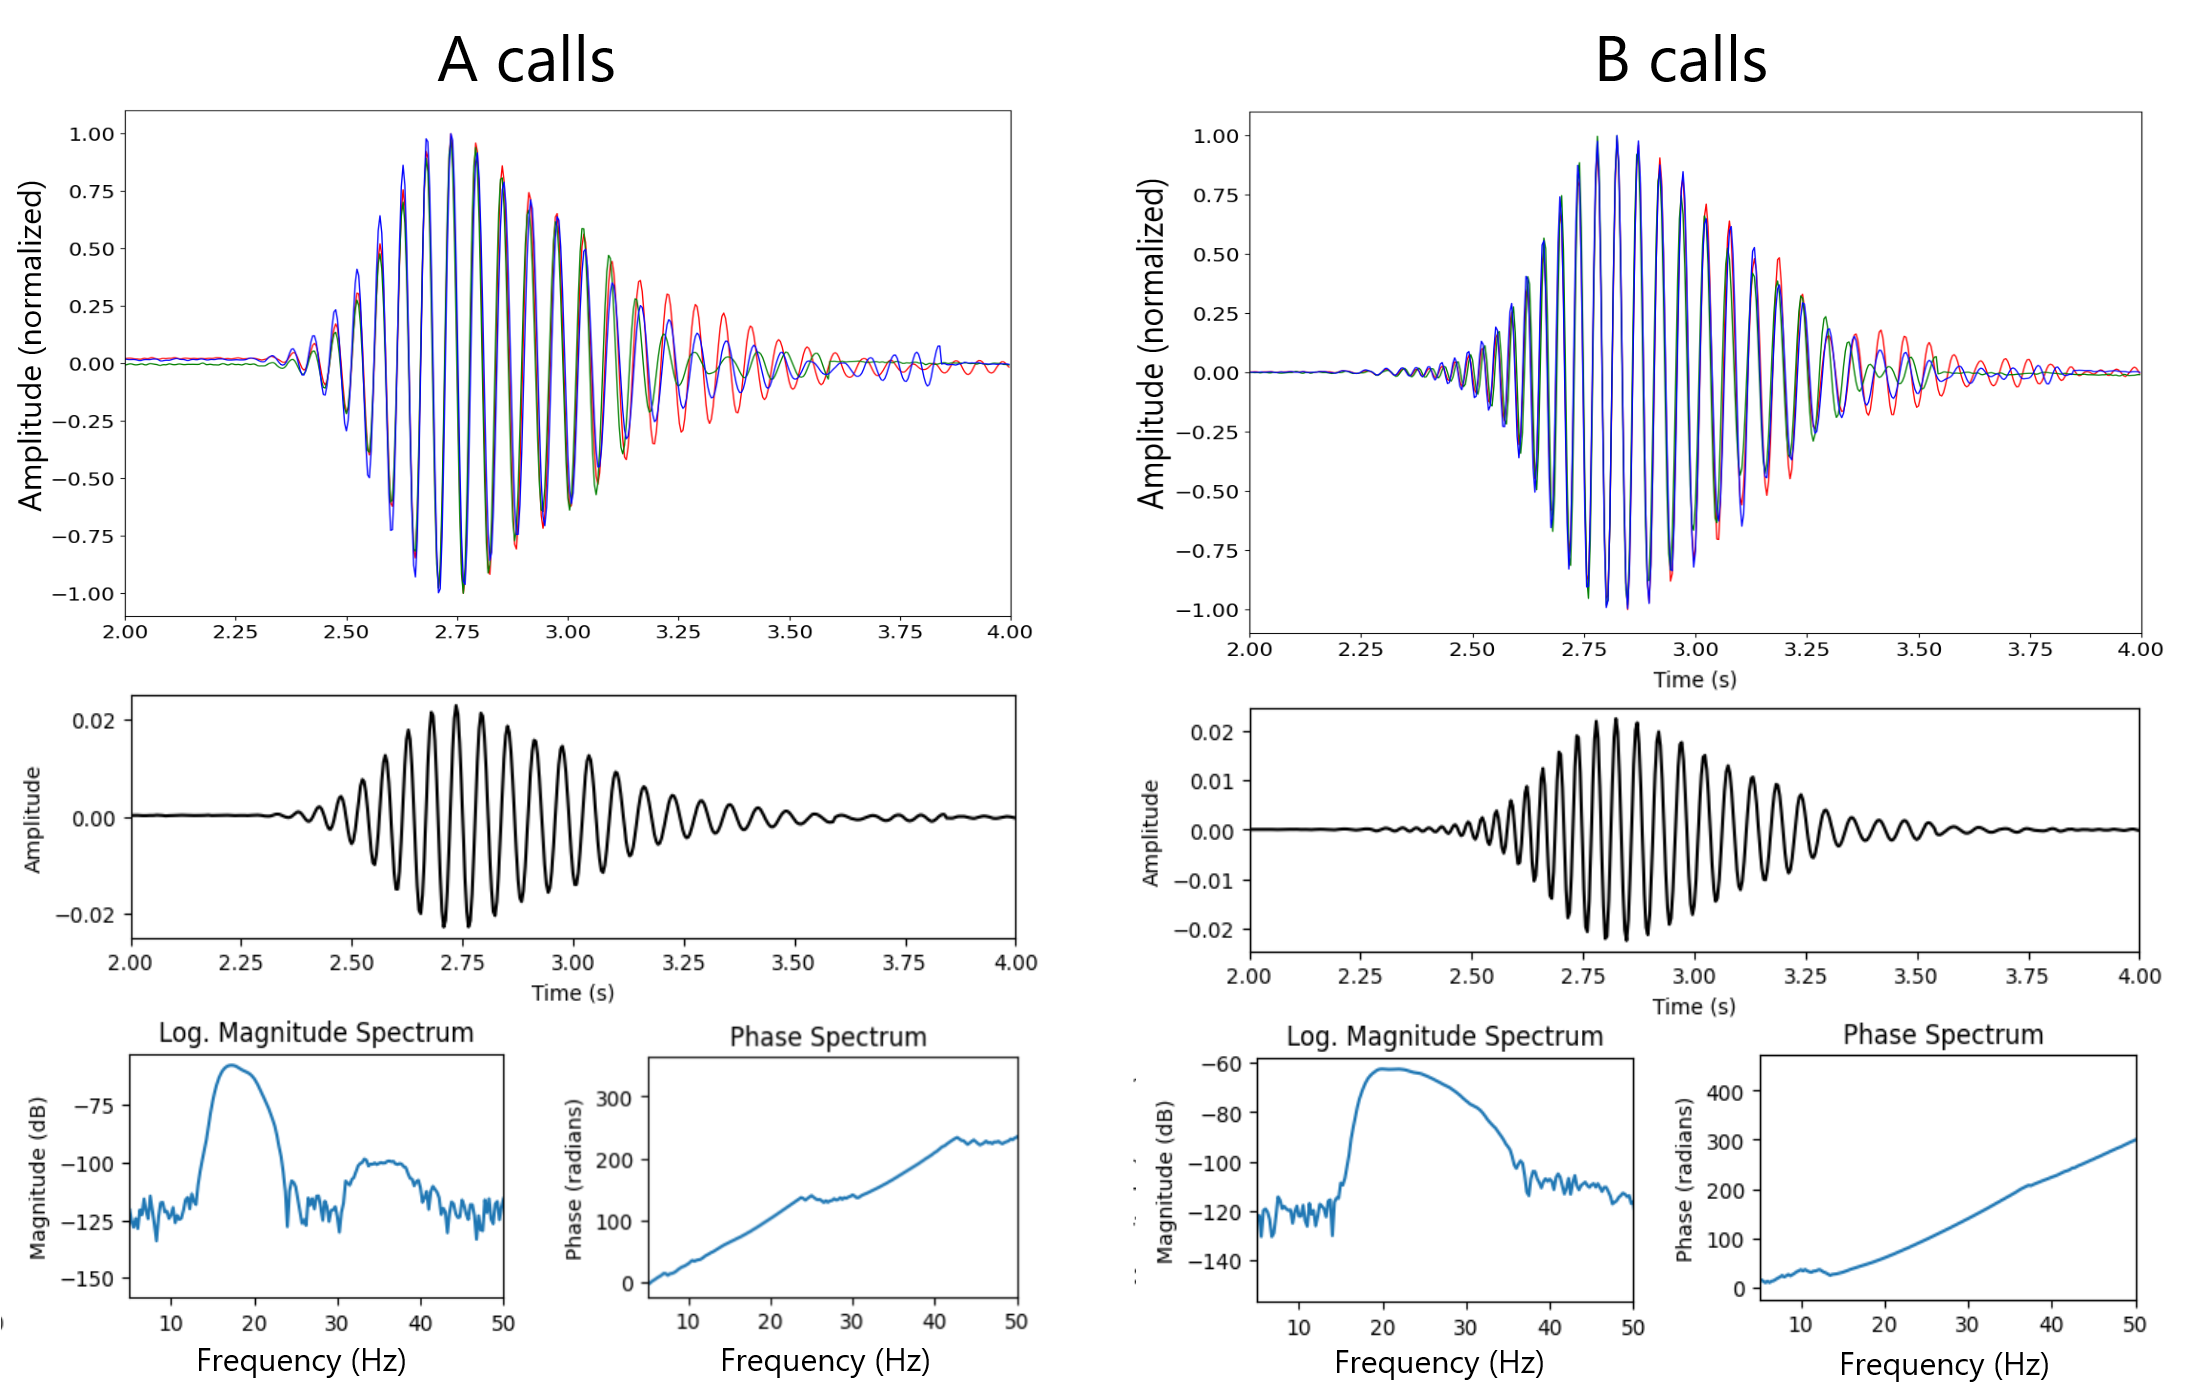 A calls
Amplitude (normalized)
1.00
0.75
0.50
0.25
0.00
−0.25
−0.50
−0.75
−1.00
2.00 2.25 2.50 2.75 3.00 3.25 3.50 3.75 4.00
Amplitude
0.02
0.00
−0.02
2.00 2.25 2.50 2.75 3.00 3.25 3.50 3.75 4.00
Time (s)
Log. Magnitude Spectrum
Magnitude (dB)
−75
−100
−125
−150
10 20 30 40 50
Frequency (Hz)
Phase Spectrum
Phase (radians)
300
200
100
0
10 20 30 40 50
Frequency (Hz)
B calls
Amplitude (normalized)
1.00
0.75
0.50
0.25
0.00
−0.25
−0.50
−0.75
−1.00
2.00 2.25 2.50 2.75 3.00 3.25 3.50 3.75 4.00
Time (s)
Amplitude
0.02
0.01
0.00
−0.01
−0.02
2.00 2.25 2.50 2.75 3.00 3.25 3.50 3.75 4.00
Time (s)
Log. Magnitude Spectrum
Magnitude (dB)
−60
−80
−100
−120
−140
10 20 30 40 50
Frequency (Hz)
Phase Spectrum
Phase (radians)
400
300
200
100
0
10 20 30 40 50
Frequency (Hz)